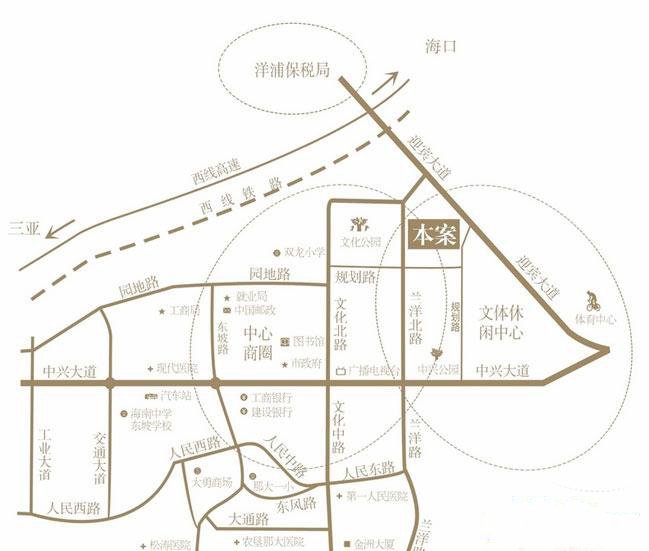 海口
洋浦保税局
迎宾大道
西线高速
西线铁路
三亚
本案
文化公园
双龙小学
迎宾大道
园地路
规划路
园地路
就业局
工商局
中国邮政
文化北路
兰洋北路
规划路
文体休
闲中心
体育中心
东坡路
中心
商圈
图书馆
市政府
中兴大道
现代医院
广播电视台
中兴公园
中兴大道
汽车站
工商银行
建设银行
海南中学
东坡学校
文化中路
兰洋路
工业大道
交通大道
人民西路
人民中路
人民东路
大勇商场
那大一小
第一人民医院
人民西路
东风路
大通路
兰洋路
松涛医院
农垦那大医院
金洲大厦